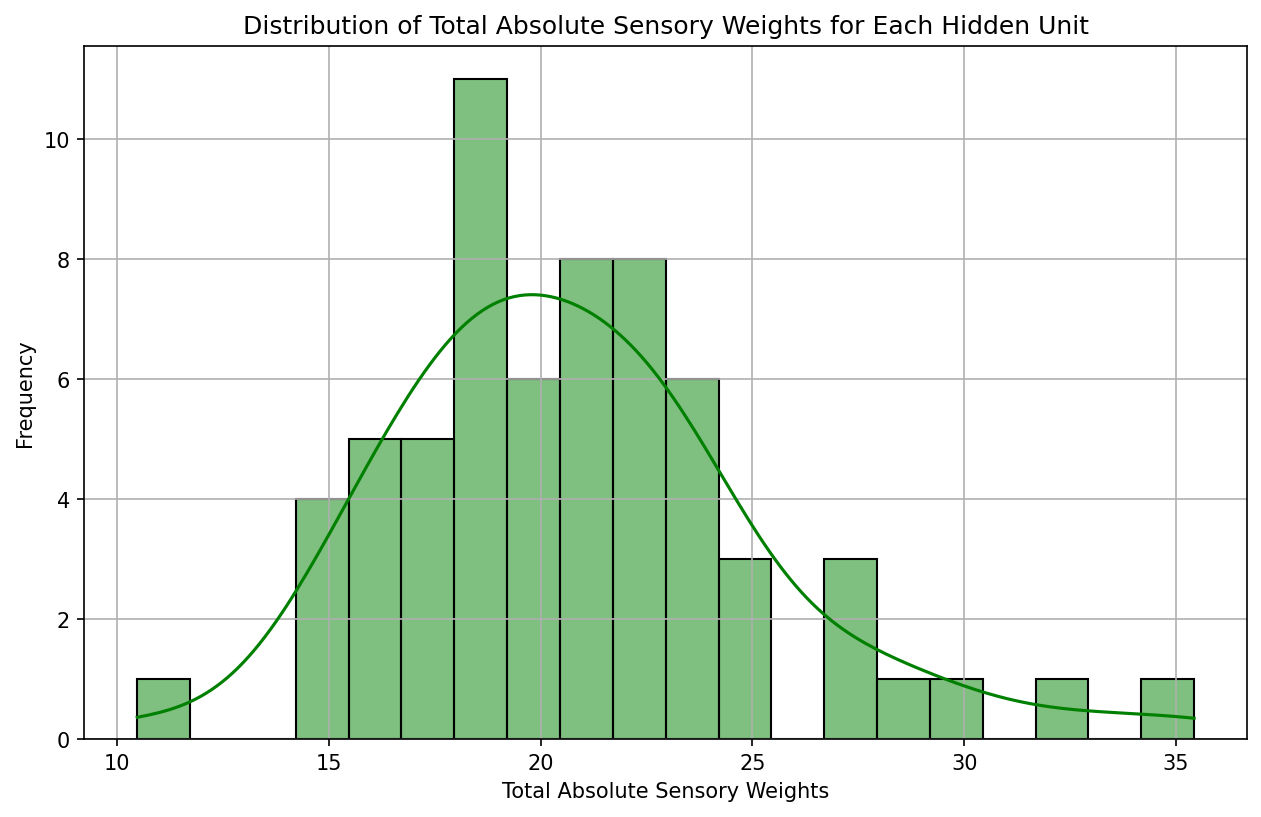 Distribution of Total Absolute Sensory Weights for Each Hidden Unit
Frequency
10
8
6
4
2
0
10 15 20 25 30 35
Total Absolute Sensory Weights